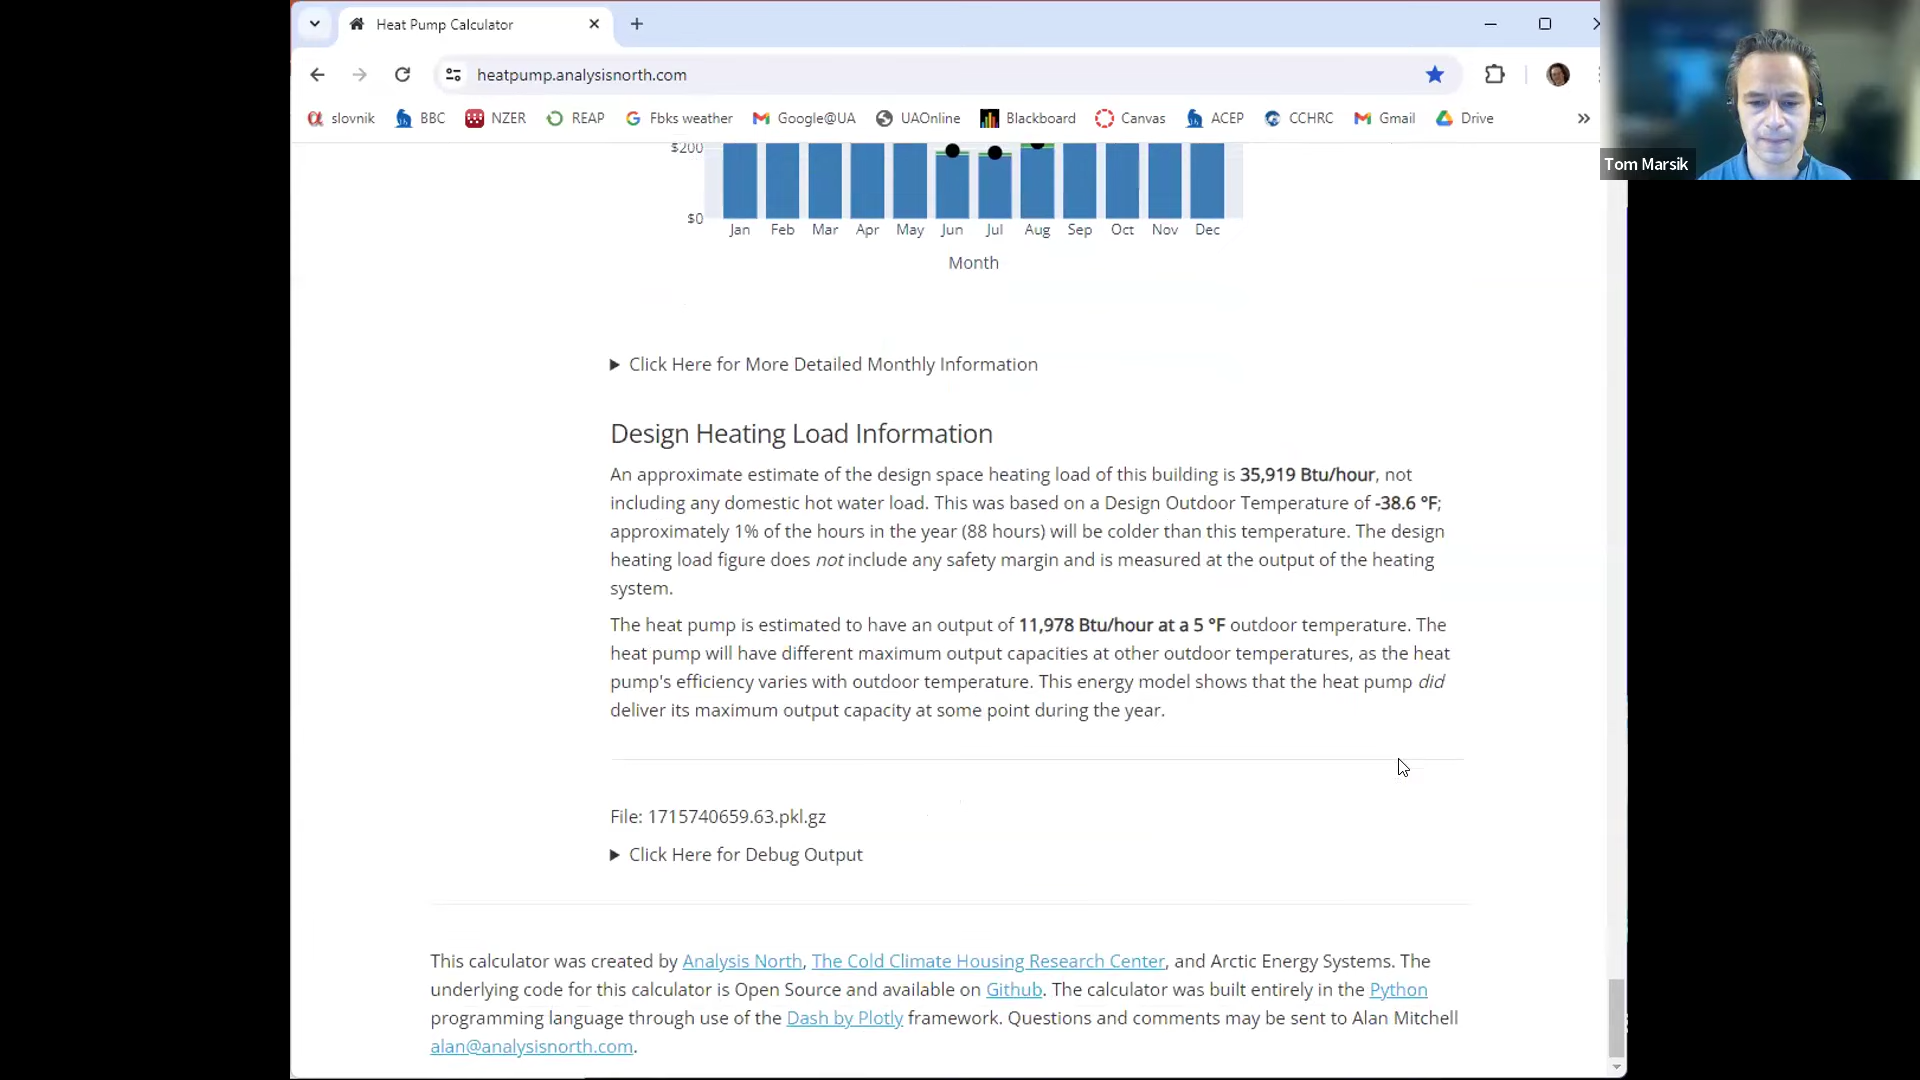 Heat Pump Calculator
heatpump.analysisnorth.com
slovnik BBC NZER REAP Fbks weather Google@UA UAOnline Blackboard Canvas ACEP CCHRC Gmail Drive »
Tom Marsik
$200
$0
Jan Feb Mar Apr May Jun Jul Aug Sep Oct Nov Dec
Month
Click Here for More Detailed Monthly Information
Design Heating Load Information
An approximate estimate of the design space heating load of this building is 35,919 Btu/hour, not
including any domestic hot water load. This was based on a Design Outdoor Temperature of -38.6 °F;
approximately 1% of the hours in the year (88 hours) will be colder than this temperature. The design
heating load figure does not include any safety margin and is measured at the output of the heating
system.
The heat pump is estimated to have an output of 11,978 Btu/hour at a 5 °F outdoor temperature. The
heat pump will have different maximum output capacities at other outdoor temperatures, as the heat
pump's efficiency varies with outdoor temperature. This energy model shows that the heat pump did
deliver its maximum output capacity at some point during the year.
File: 1715740659.63.pkl.gz
Click Here for Debug Output
This calculator was created by Analysis North, The Cold Climate Housing Research Center, and Arctic Energy Systems. The
underlying code for this calculator is Open Source and available on Github. The calculator was built entirely in the Python
programming language through use of the Dash by Plotly framework. Questions and comments may be sent to Alan Mitchell
alan@analysisnorth.com.